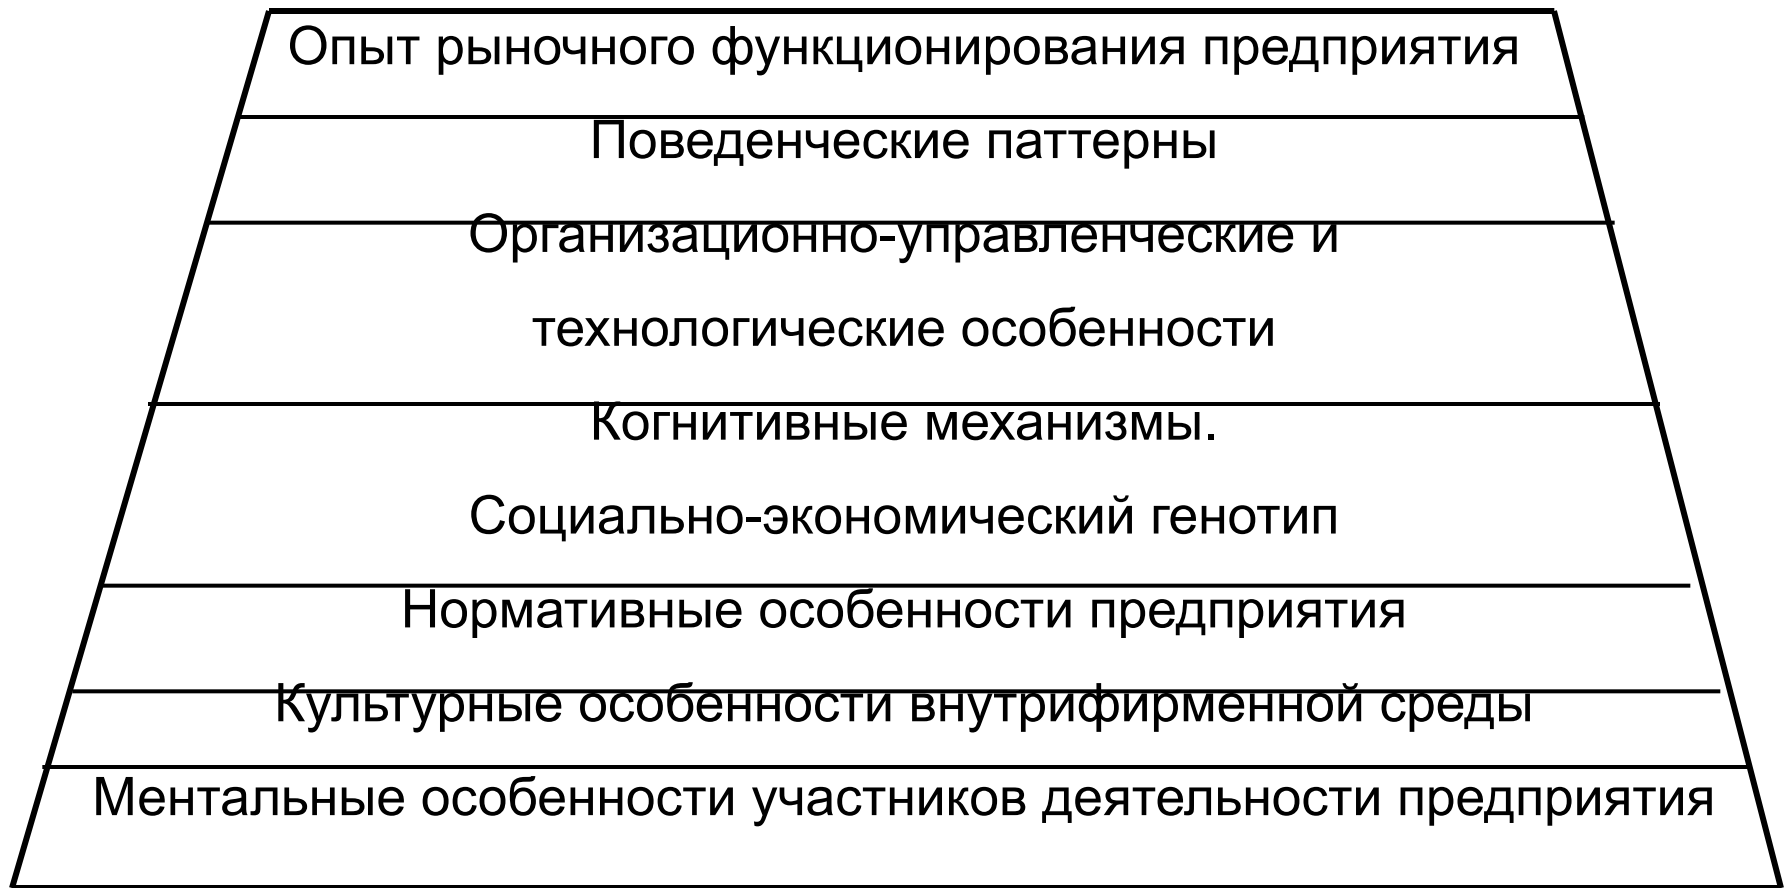 Опыт рыночного функционирования предприятия
Поведенческие паттерны
Организационно-управленческие и
технологические особенности
Когнитивные механизмы.
Социально-экономический генотип
Нормативные особенности предприятия
Культурные особенности внутрифирменной среды
Ментальные особенности участников деятельности предприятия